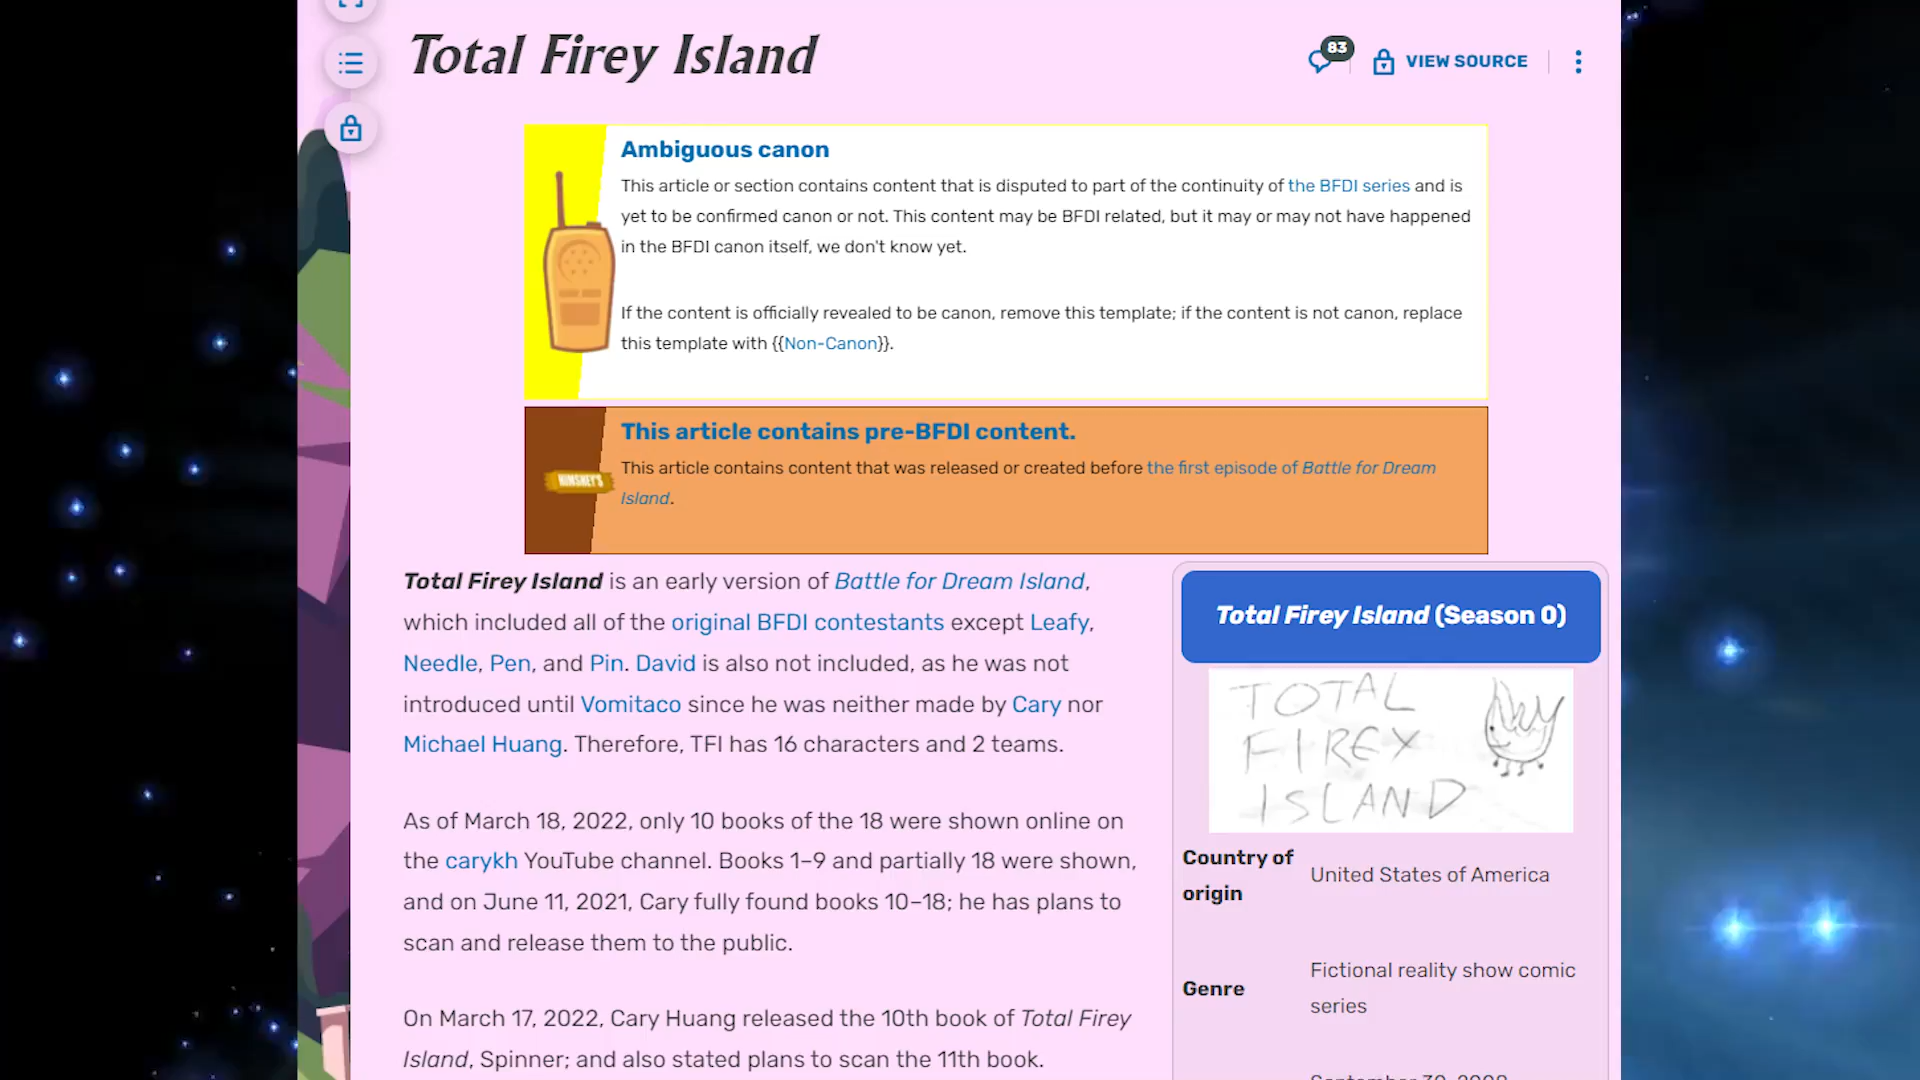 Total Firey Island
83
VIEW SOURCE
Ambiguous canon
This article or section contains content that is disputed to part of the continuity of the BFDI series and is
yet to be confirmed canon or not. This content may be BFDI related, but it may or may not have happened
in the BFDI canon itself, we don't know yet.
If the content is officially revealed to be canon, remove this template; if the content is not canon, replace
this template with {{Non-Canon}}.
This article contains pre-BFDI content.
HIMSHEY'S
This article contains content that was released or created before the first episode of Battle for Dream
Island.
Total Firey Island is an early version of Battle for Dream Island,
which included all of the original BFDI contestants except Leafy,
Needle, Pen, and Pin. David is also not included, as he was not
introduced until Vomitaco since he was neither made by Cary nor
Michael Huang. Therefore, TFI has 16 characters and 2 teams.
As of March 18, 2022, only 10 books of the 18 were shown online on
the carykh YouTube channel. Books 1–9 and partially 18 were shown,
and on June 11, 2021, Cary fully found books 10–18; he has plans to
scan and release them to the public.
On March 17, 2022, Cary Huang released the 10th book of Total Firey
Island, Spinner; and also stated plans to scan the 11th book.
Total Firey Island (Season 0)
TOTAL
FIREY
ISLAND
Country of
origin
United States of America
Genre
Fictional reality show comic
series